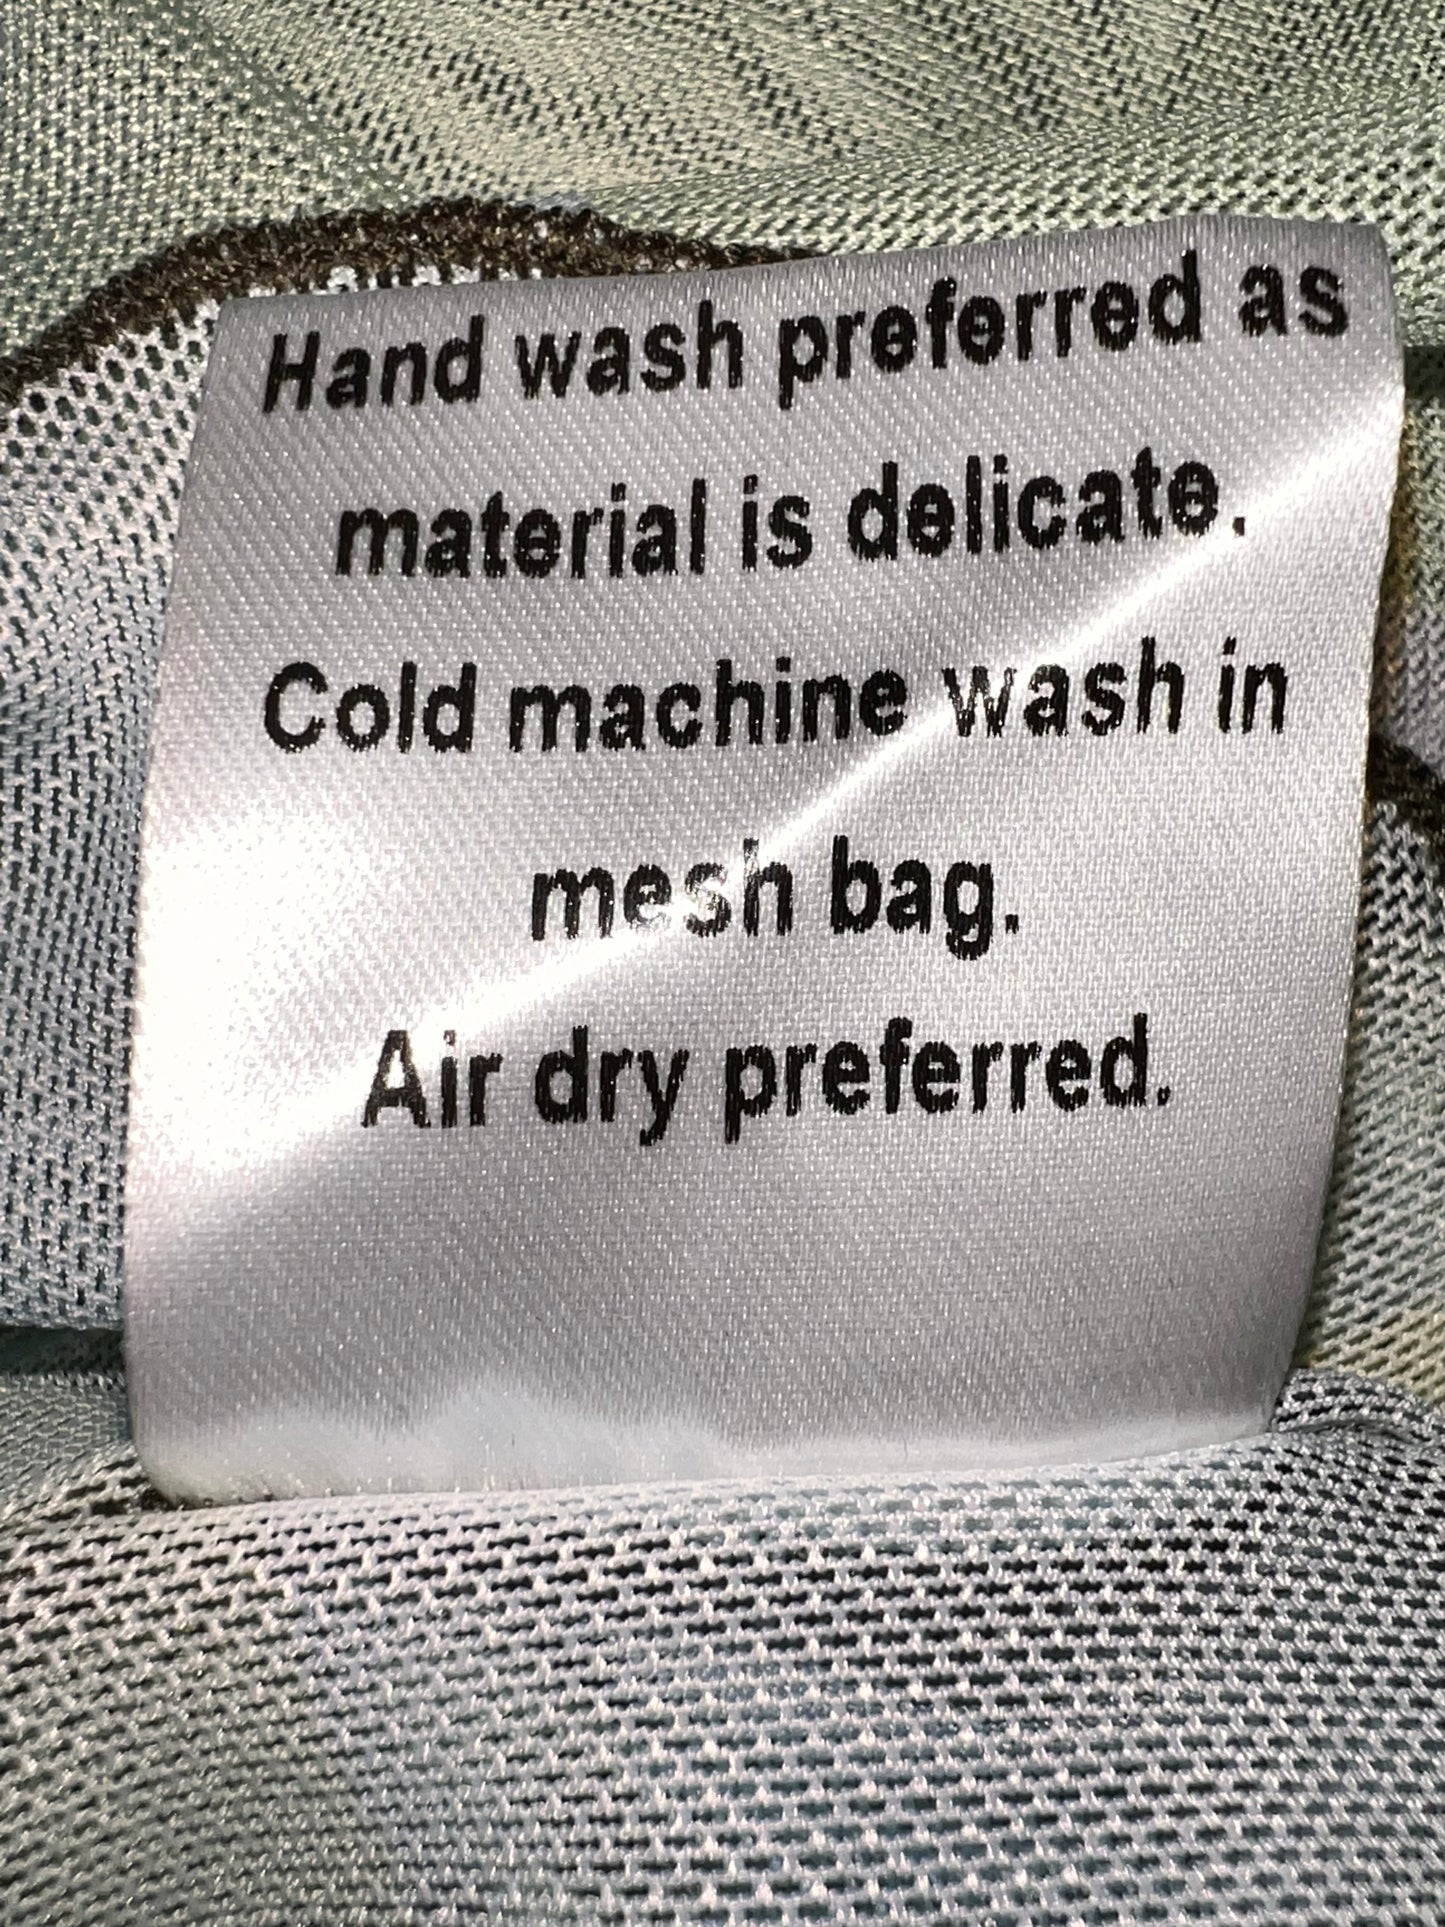 Hand wash preferred as
material is delicate.
Cold machine wash in
mesh bag.
Air dry preferred.